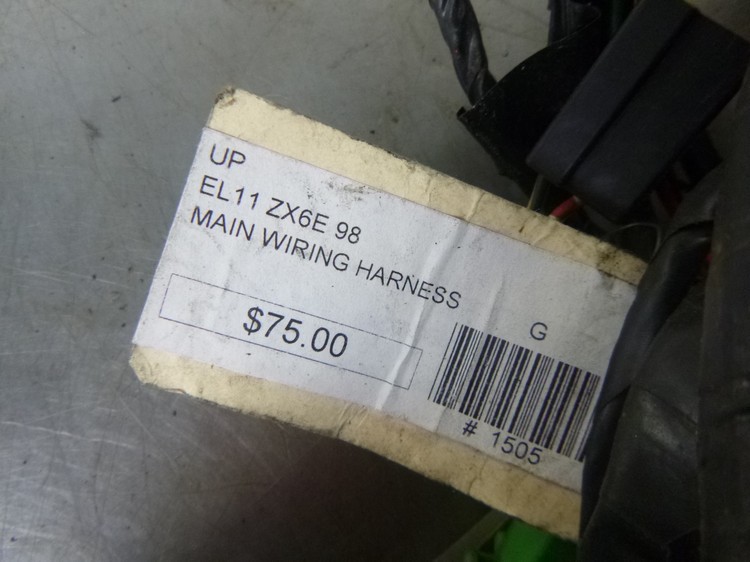 UP
EL11 ZX6E 98
MAIN WIRING HARNESS
$75.00
G
# 1505